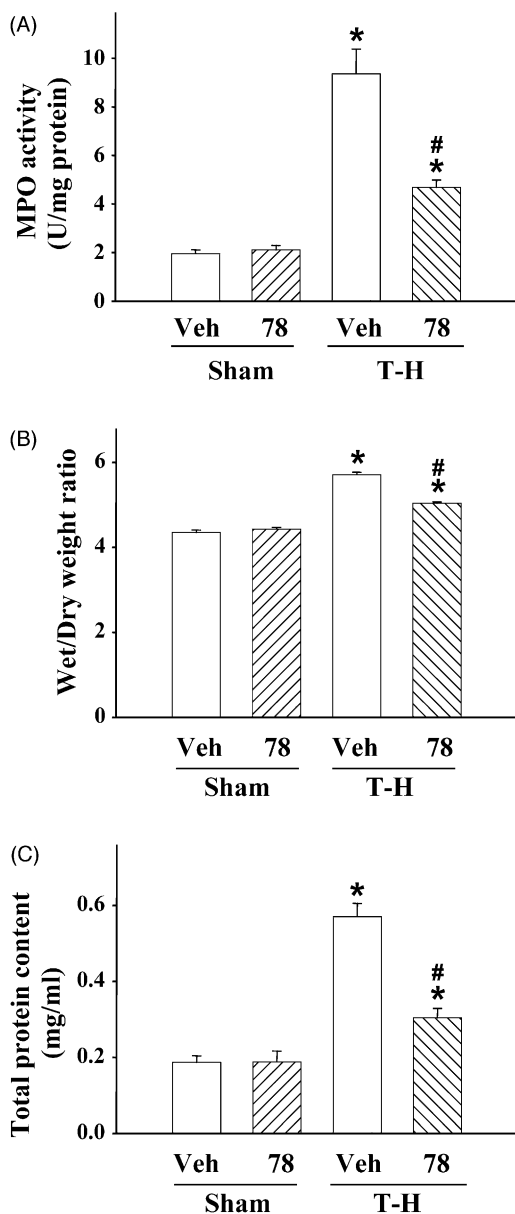 (A)
MPO activity
(U/mg protein)
10
8
6
4
2
0
*
#
*
Veh 78 Veh 78
Sham T-H
(B)
Wet/Dry weight ratio
6
4
2
0
*
#
*
Veh 78 Veh 78
Sham T-H
(C)
Total protein content
(mg/ml)
0.6
0.4
0.2
0.0
*
#
*
Veh 78 Veh 78
Sham T-H